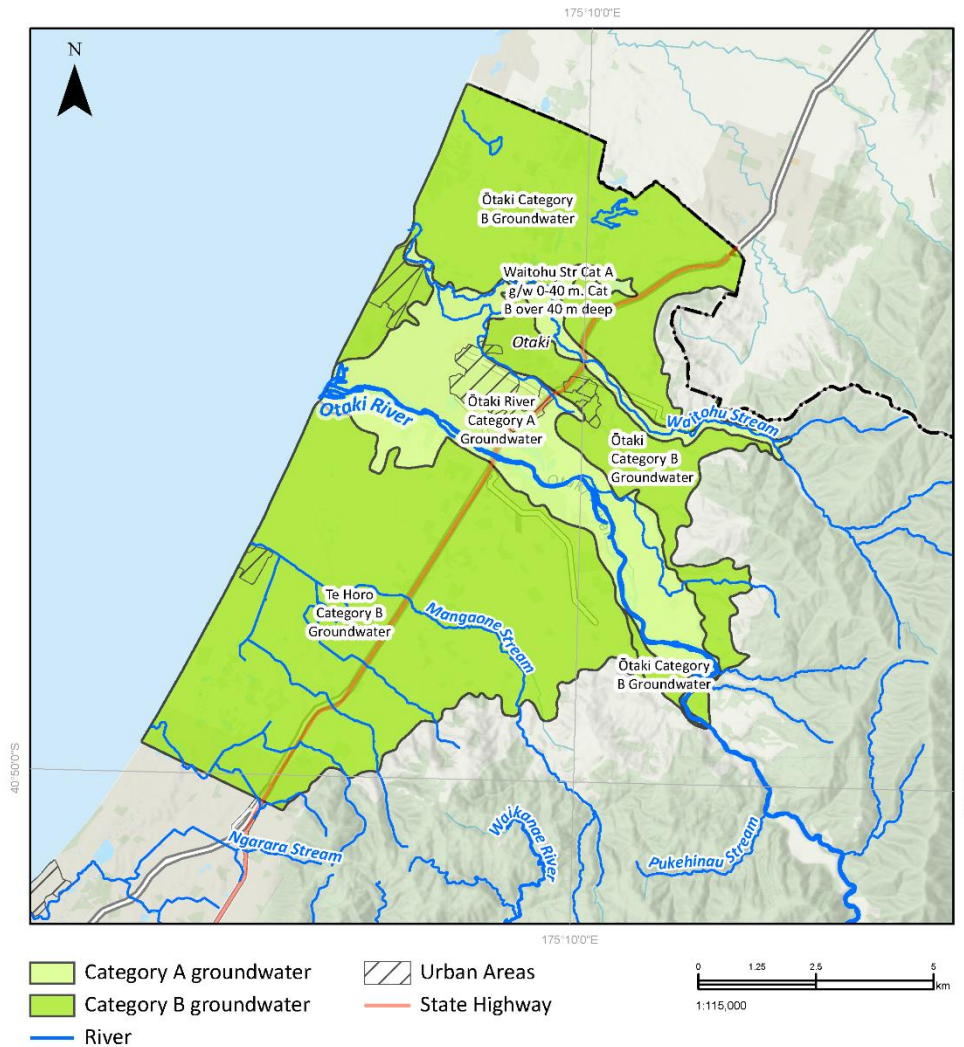 175°10'0"E
N
Ōtaki Category
B Groundwater
Waitohu Str Cat A
g/w 0-40 m. Cat
B over 40 m deep
Otaki
Otaki River
Ōtaki River
Category A
Groundwater
Waitohu Stream
Ōtaki
Category B
Groundwater
Te Horo
Category B
Groundwater
Mangaone Stream
Ōtaki Category
B Groundwater
40°50'0"S
Ngarara Stream
Waikanae River
Pukehinau Stream
175°10'0"E
Category A groundwater
Category B groundwater
River
Urban Areas
State Highway
0 1.25 2.5 5
km
1:115,000